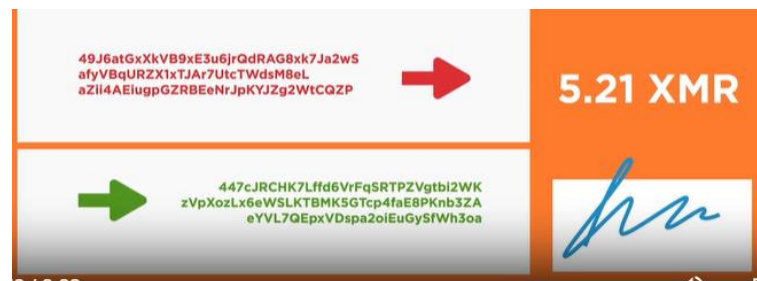 49J6atGxXkVB9xE3u6jrQdRAG8xk7Ja2wS
afyVBqURZX1xTJAr7UtcTWdsM8eL
aZii4AEiugpGZRBEeNrJpKYJZg2WtCQZP
5.21 XMR
447cJRCHK7Lffd6VrFqSRTPZVgtbi2WK
zVpXozLx6eWSLKTBMK5GTcp4faE8PKnb3ZA
eYVL7QEpxVDspa2oiEuGySfWh3oa